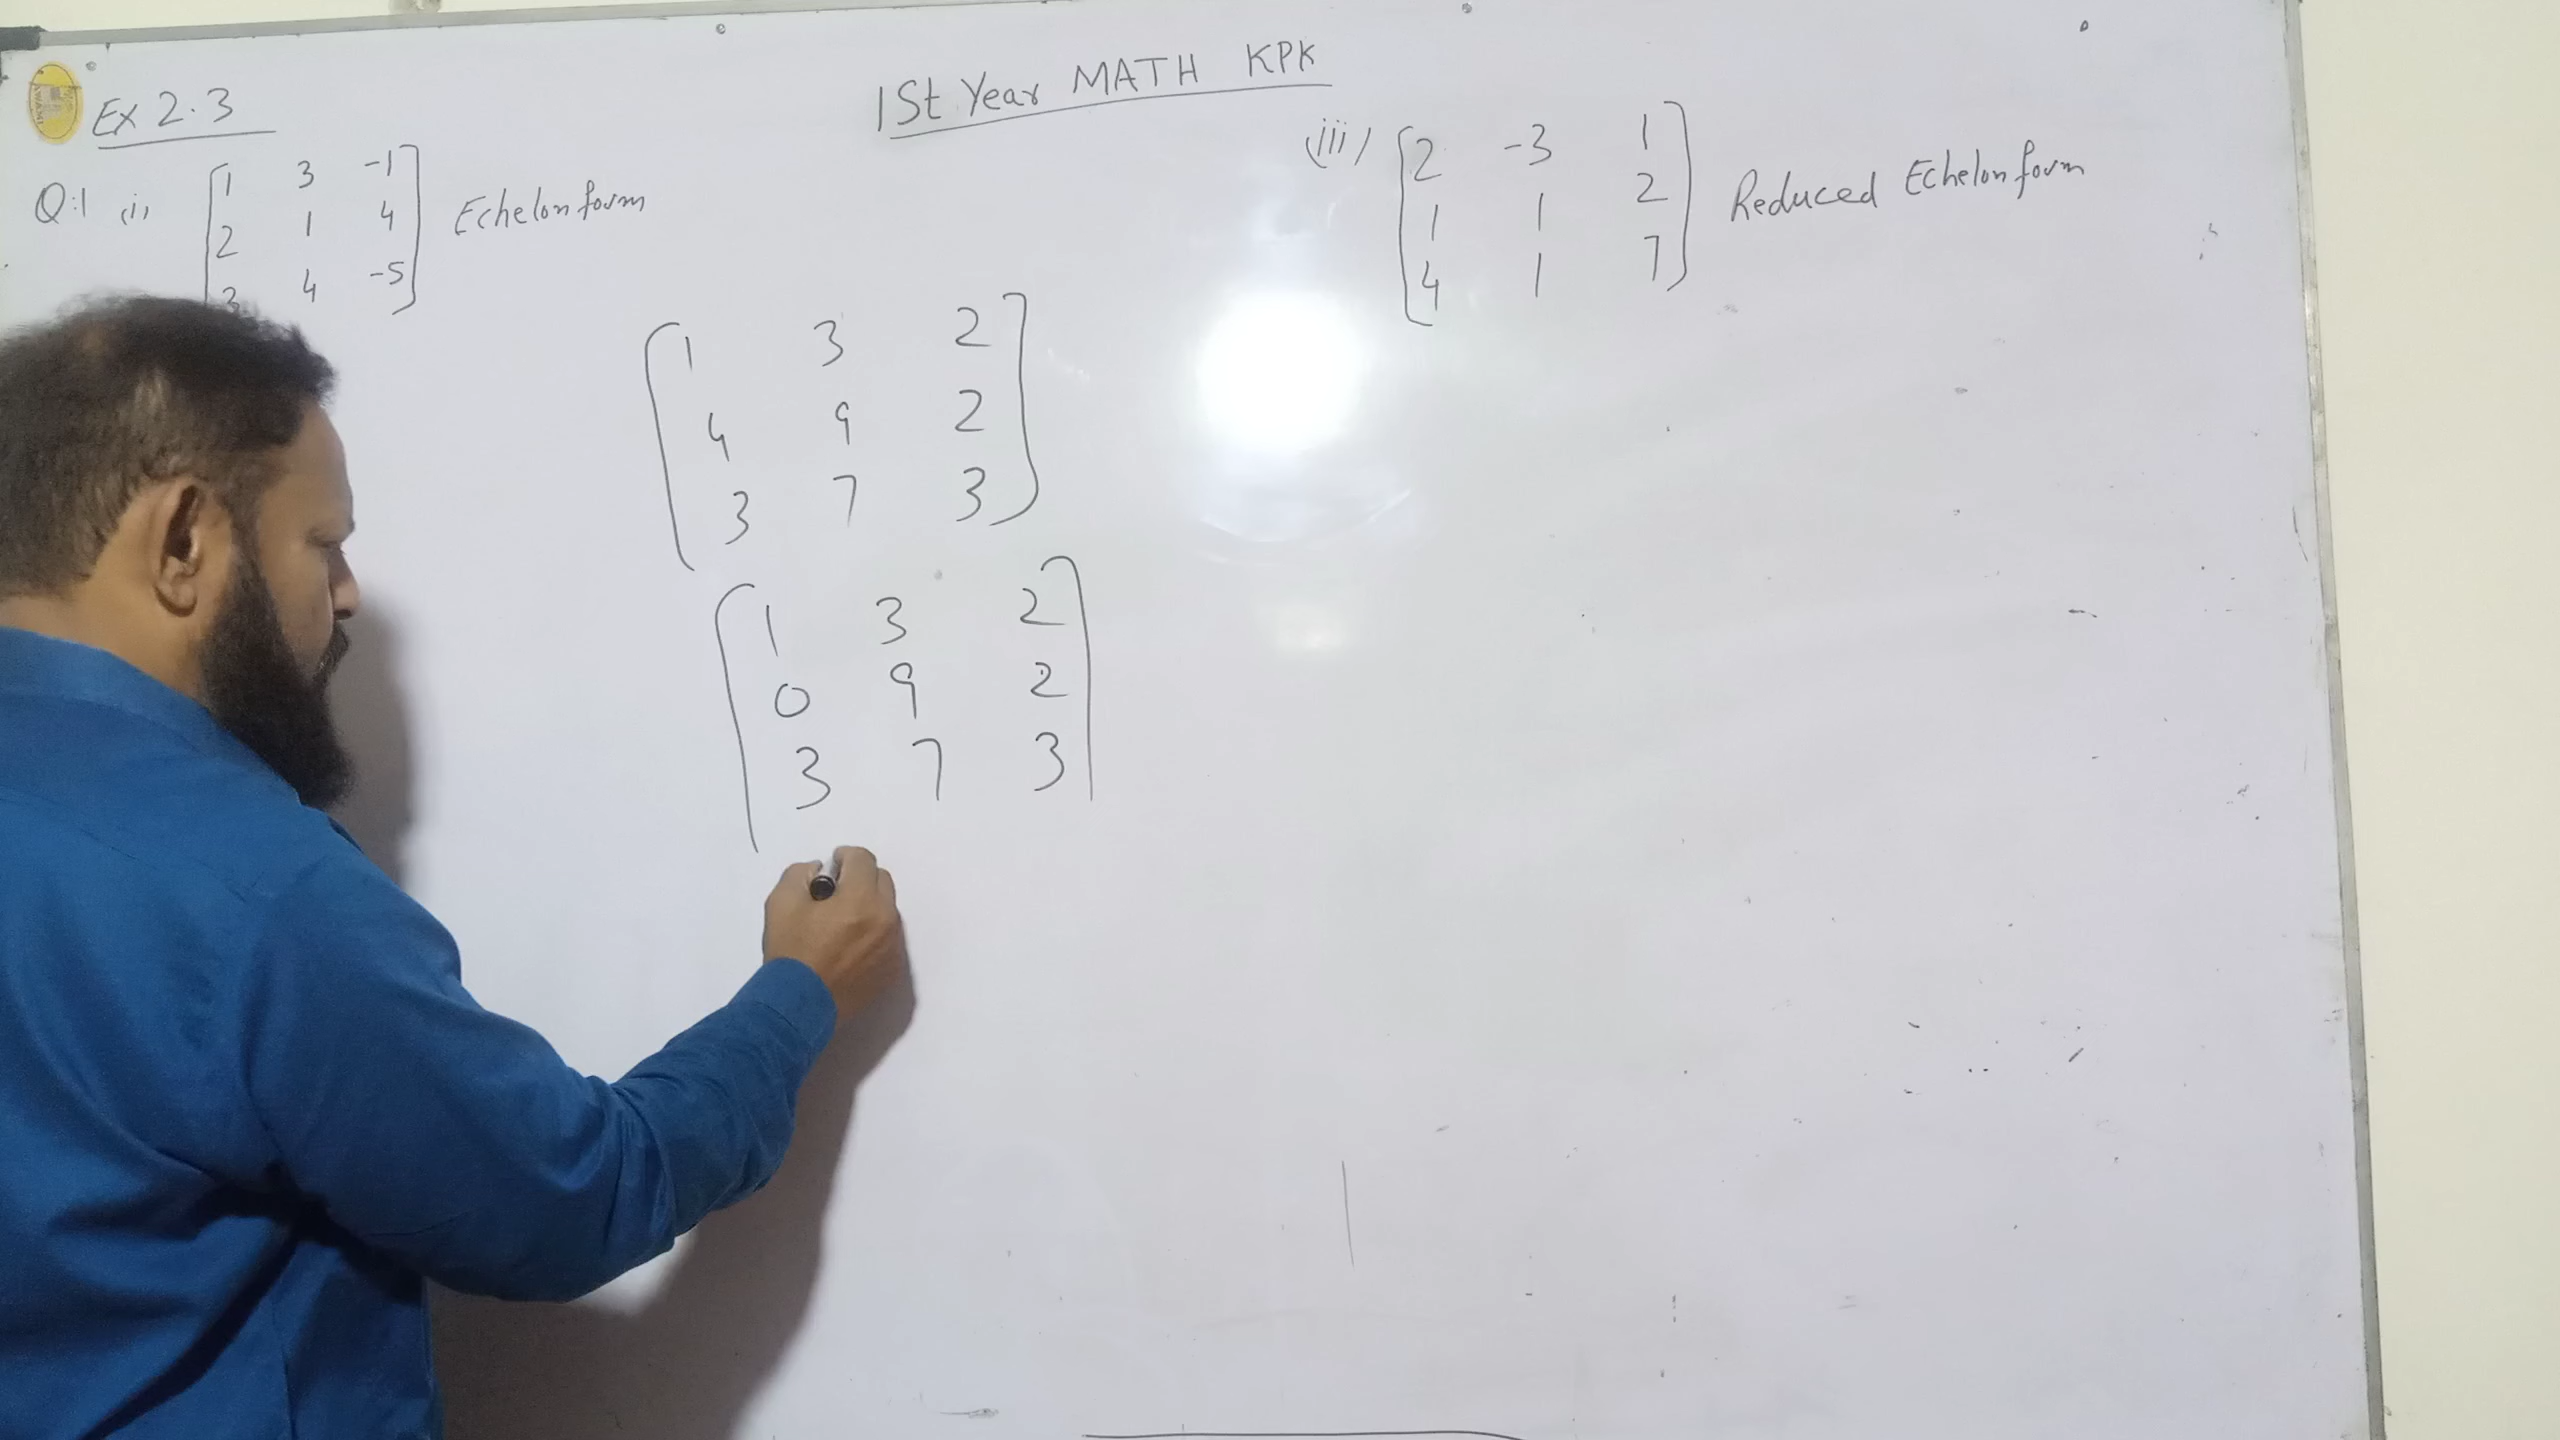 1St Year MATH KPK
Ex 2.3
Q:1 (i)
1 3 -1
2 1 4
3 4 -5
Echelon form
1 3 2
4 9 2
3 7 3
1 3 2
0 9 2
3 7 3
(iii)
2 -3 1
1 1 2
4 1 7
Reduced Echelon form